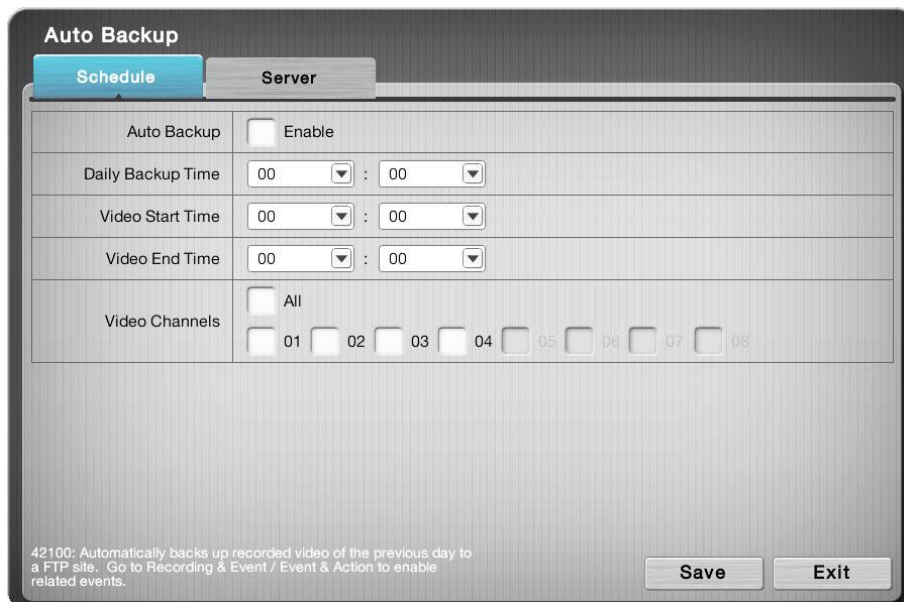 Auto Backup
Schedule Server
Auto Backup Enable
Daily Backup Time 00 : 00
Video Start Time 00 : 00
Video End Time 00 : 00
Video Channels All
01 02 03 04 05 06 07 08
42100: Automatically backs up recorded video of the previous day to
a FTP site. Go to Recording & Event / Event & Action to enable
related events.
Save Exit